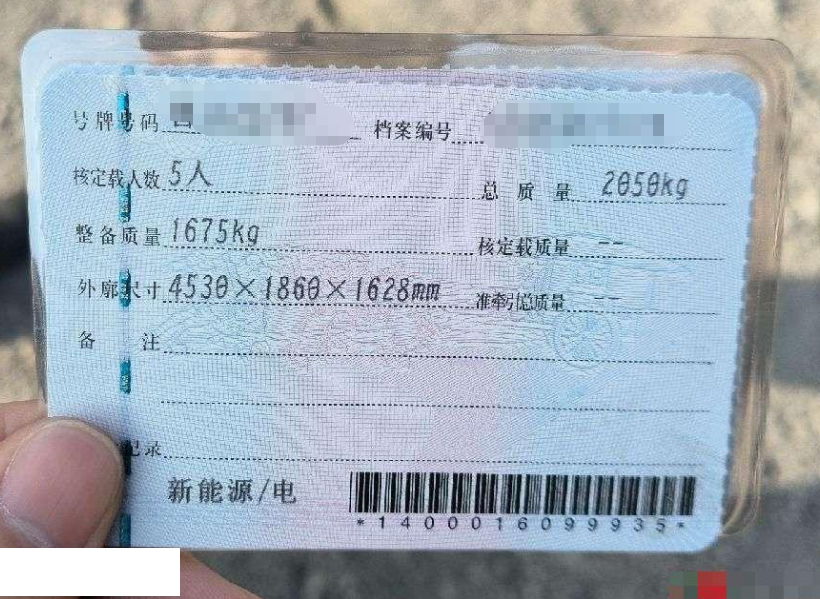 号牌号码 档案编号
核定载人数 5人 总质量 2050kg
整备质量 1675kg 核定载质量 --
外廓尺寸 4530×1860×1628mm 准牵引总质量 --
备注
记录
新能源/电
*1400016099935*